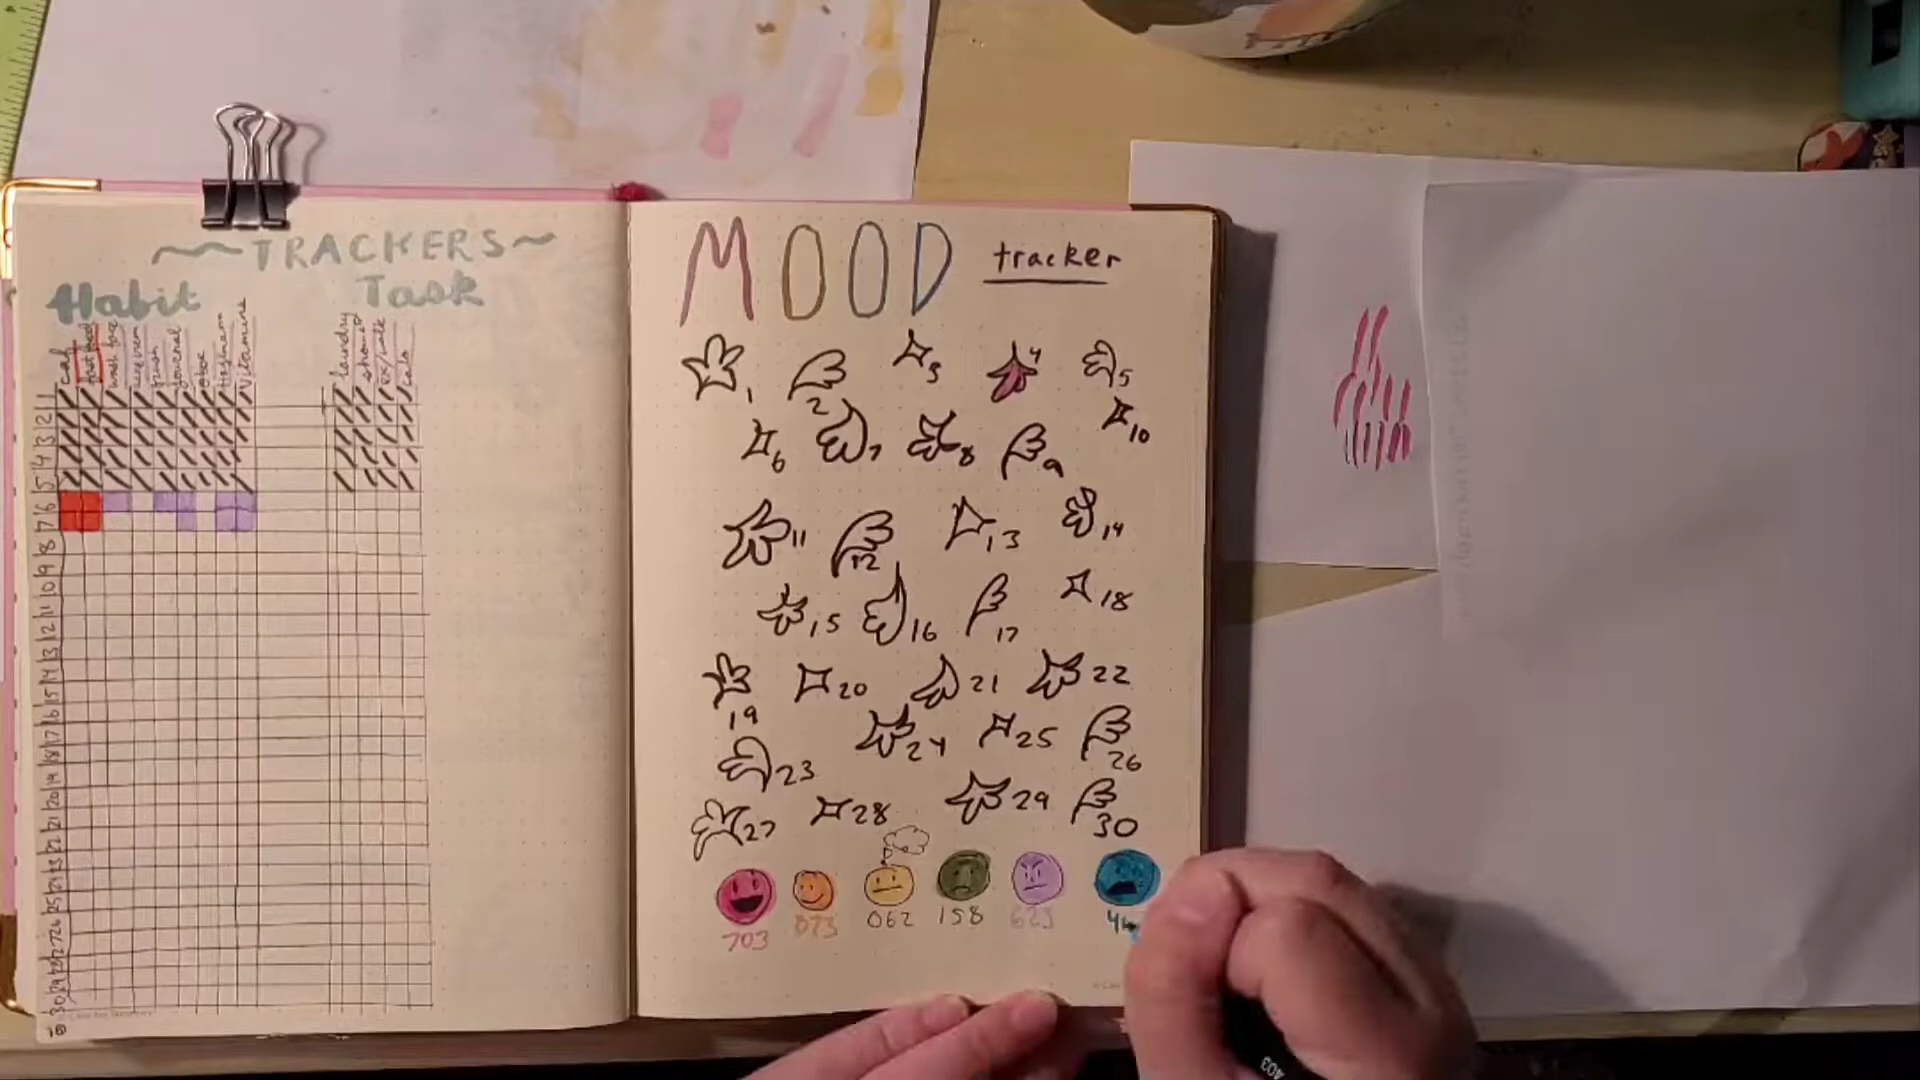 ~TRACKERS~
Habit Task
fast food
wash face
journal
Vitamins
laundry
1
2
3
4
5
6
7
8
9
10
11
12
13
14
15
16
17
18
19
20
21
22
23
24
25
26
27
28
29
30
MOOD tracker
1 2 3 4 5
6 7 8 9 10
11 12 13 14
15 16 17 18
19 20 21 22
23 24 25 26
27 28 29 30
703 062 158 623
403